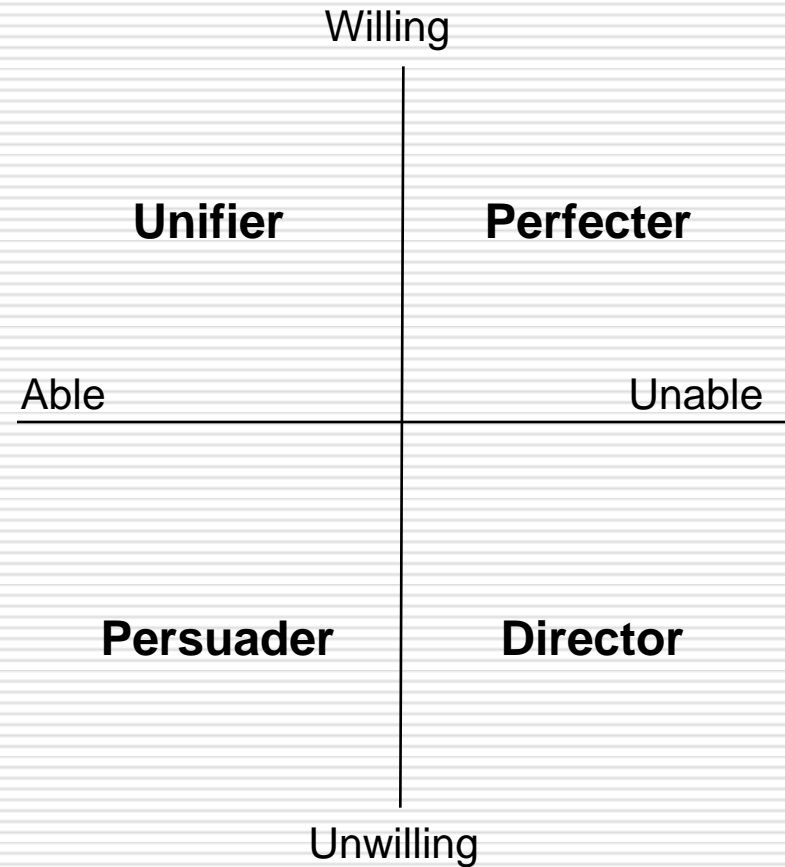 Willing
Unifier Perfecter
Able Unable
Persuader Director
Unwilling